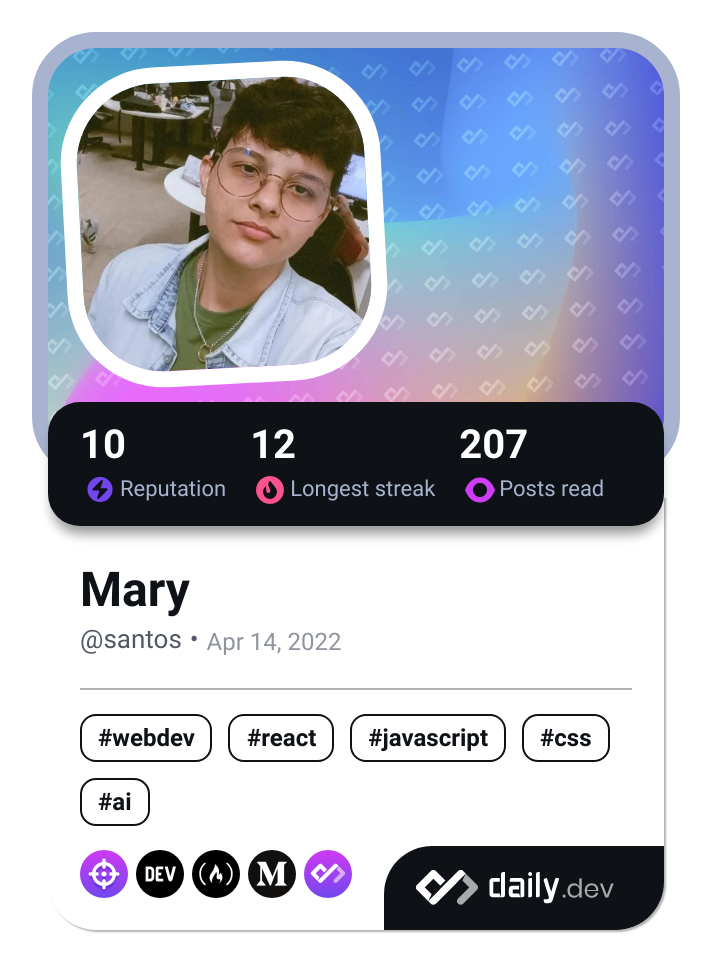 10 12 207
Reputation Longest streak Posts read
Mary
@santos • Apr 14, 2022
#webdev #react #javascript #css
#ai
DEV M daily.dev